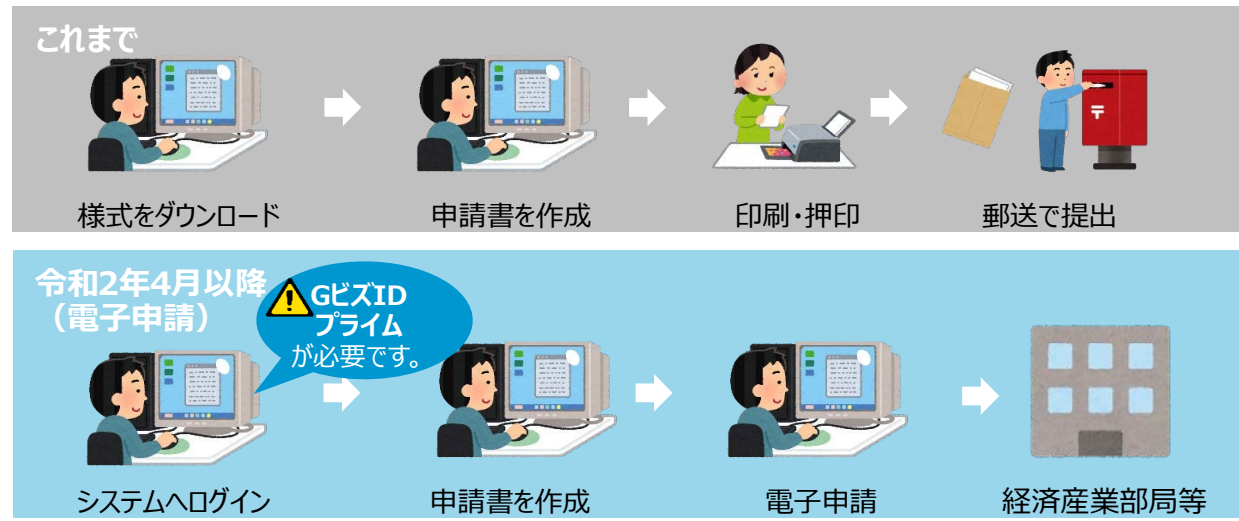 これまで
様式をダウンロード
申請書を作成
印刷・押印
郵送で提出
令和2年4月以降
（電子申請）
GビズID
プライム
が必要です。
システムへログイン
申請書を作成
電子申請
経済産業部局等